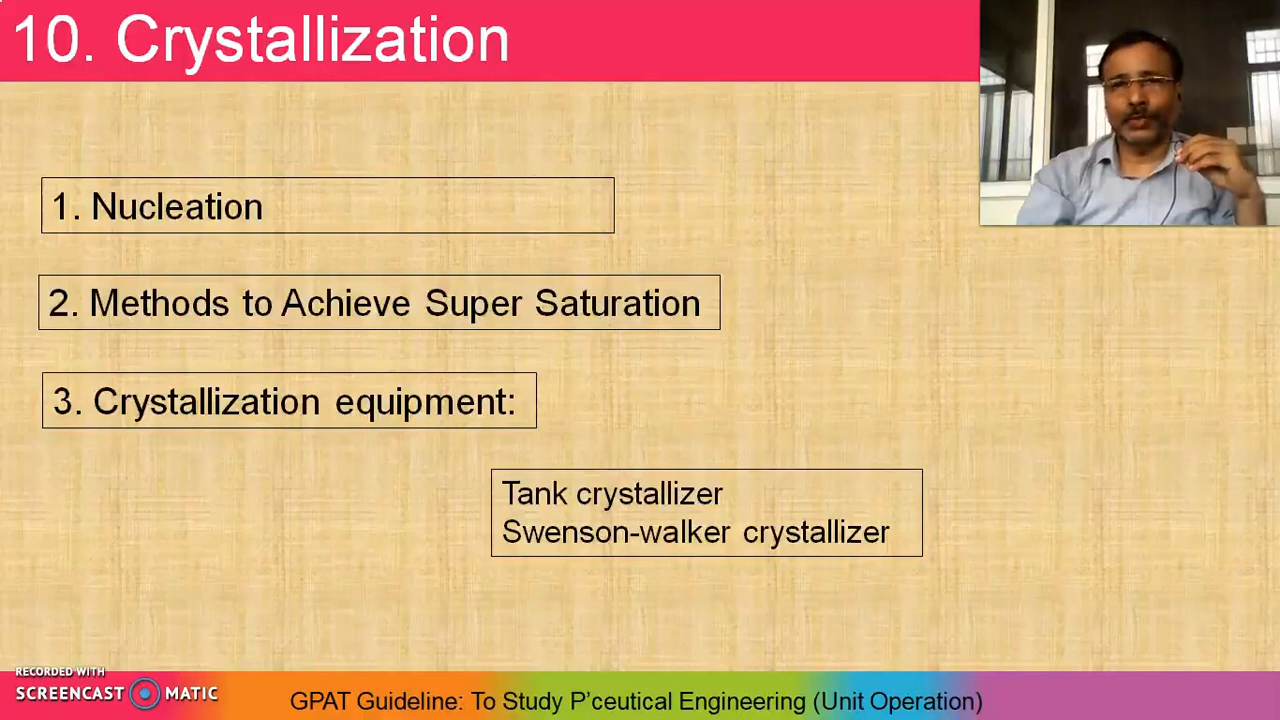 10. Crystallization
1. Nucleation
2. Methods to Achieve Super Saturation
3. Crystallization equipment:
Tank crystallizer
Swenson-walker crystallizer
RECORDED WITH
SCREENCAST MATIC
GPAT Guideline: To Study P'ceutical Engineering (Unit Operation)